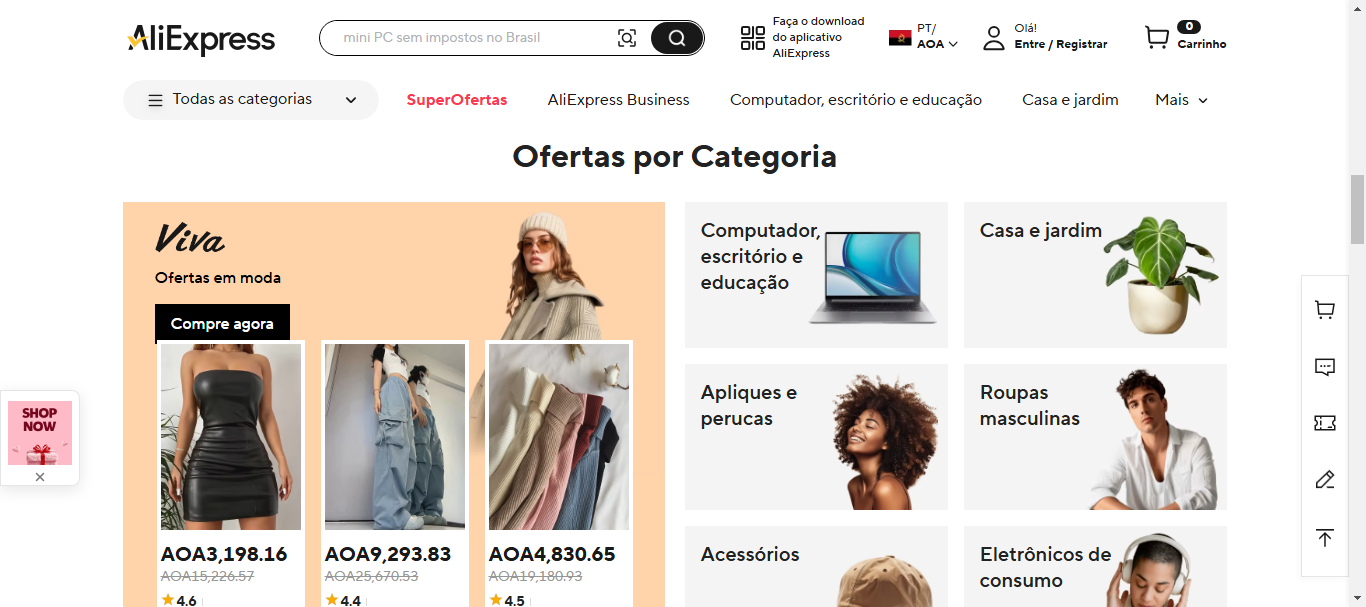 AliExpress
mini PC sem impostos no Brasil
Faça o download
do aplicativo
AliExpress
PT/
AOA
Olá!
Entre / Registrar
0
Carrinho
Todas as categorias
SuperOfertas
AliExpress Business
Computador, escritório e educação
Casa e jardim
Mais
Ofertas por Categoria
Viva
Ofertas em moda
Compre agora
AOA3,198.16
AOA15,226.57
4.6
AOA9,293.83
AOA25,670.53
4.4
AOA4,830.65
AOA19,180.93
4.5
Computador,
escritório e
educação
Casa e jardim
Apliques e
perucas
Roupas
masculinas
Acessórios
Eletrônicos de
consumo
SHOP
NOW